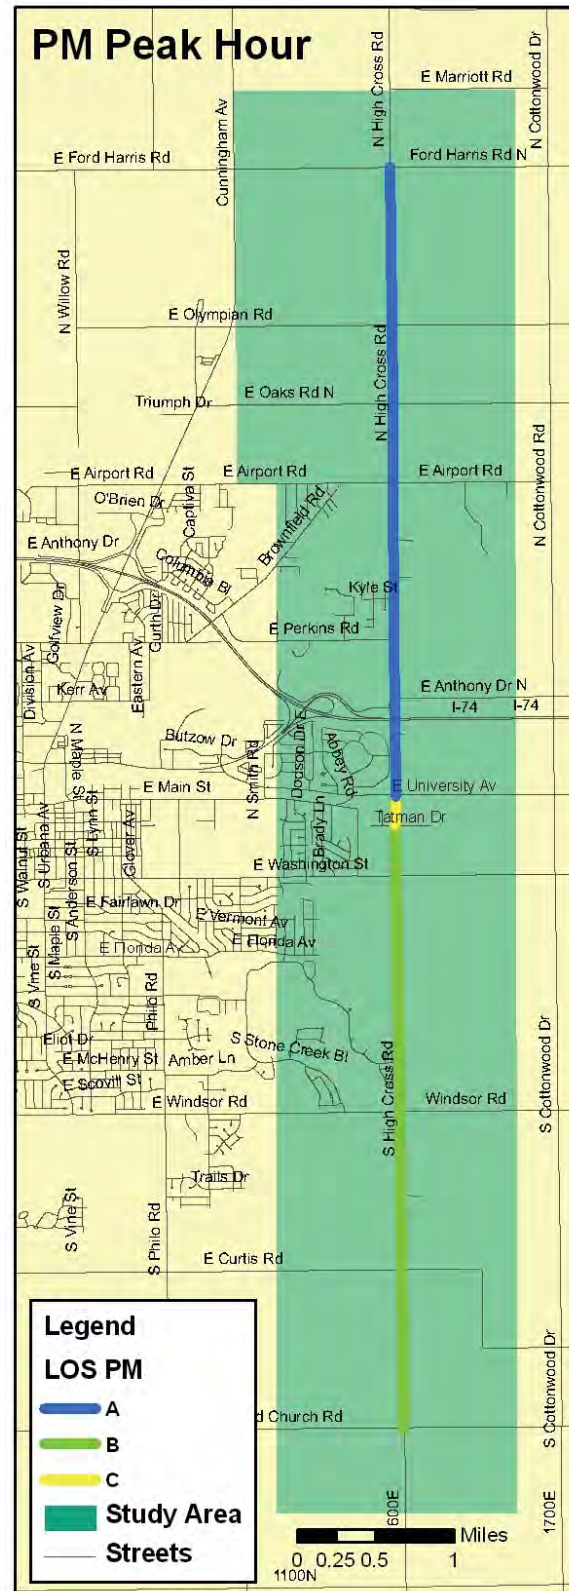 PM Peak Hour
N High Cross Rd
N Cottonwood Dr
E Marriott Rd
Cunningham Av
E Ford Harris Rd
Ford Harris Rd N
N Willow Rd
E Olympian Rd
N High Cross Rd
E Oaks Rd N
Triumph Dr
E Airport Rd
E Airport Rd
E Airport Rd
N Cottonwood Rd
O'Brien Dr
Captiva St
Brownfield Rd
E Anthony Dr
Columbia Bl
Kyle St
Golfview Dr
Gurth Dr
E Perkins Rd
Division Av
Kerr Av
Eastern Av
E Anthony Dr N
I-74
I-74
Butzow Dr
N Maple St
N Smith Rd
Dodson Dr E
Abbey Rd
E Main St
E University Av
Tatman Dr
S Walnut St
S Urbana Av
S Lynn St
Glover Av
Brady Ln
E Washington St
S Anderson St
E Fairlawn Dr
E Vermont Av
S Vine St
S Maple St
E Florida Av
E Florida Av
Philo Rd
Eliot Dr
S Stone Creek Bl
E McHenry St
Amber Ln
E Scovill St
E Windsor Rd
Windsor Rd
S High Cross Rd
S Cottonwood Dr
Trails Dr
S Vine St
S Philo Rd
E Curtis Rd
Legend
LOS PM
A
B
C
Study Area
Streets
d Church Rd
S Cottonwood Dr
600E
1700E
Miles
0 0.25 0.5 1
1100N